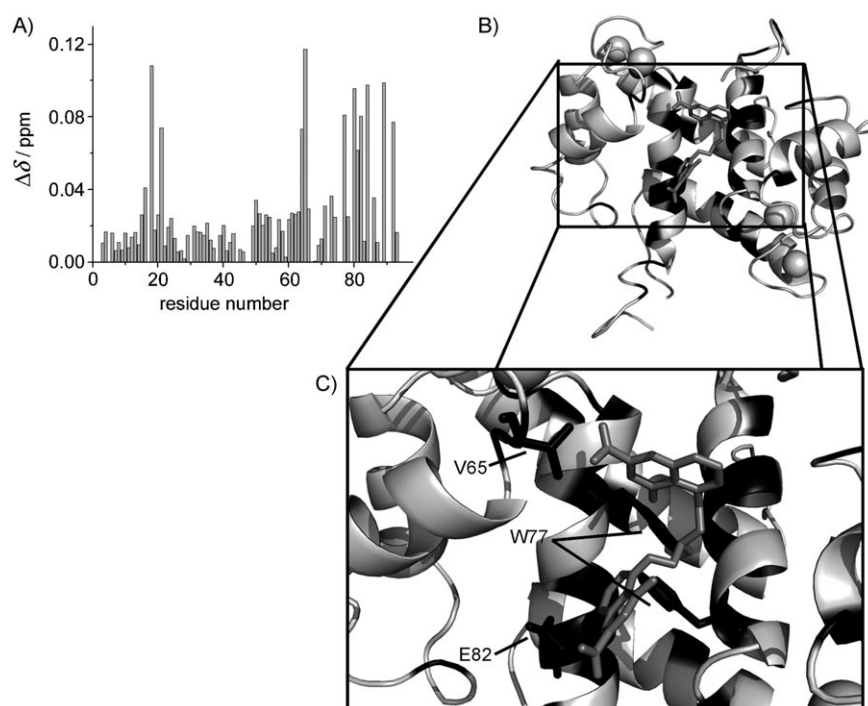 A)
Δδ / ppm
0.12
0.08
0.04
0.00
0 20 40 60 80
residue number
B)
C)
V65
W77
E82